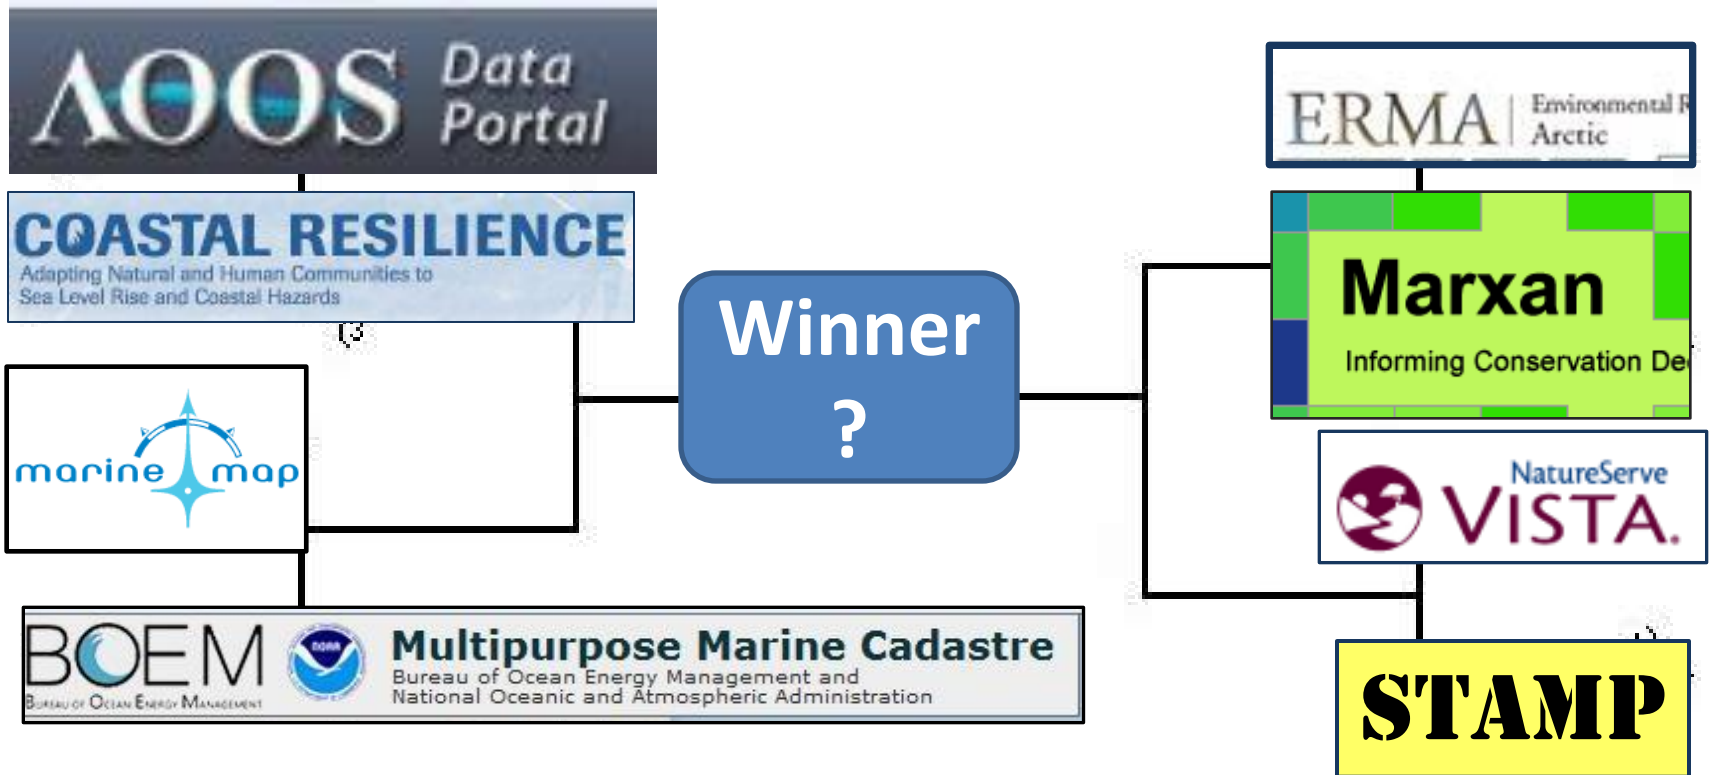 AOOS Data
Portal
COASTAL RESILIENCE
Adapting Natural and Human Communities to
Sea Level Rise and Coastal Hazards
marine map
BOEM
BUREAU OF OCEAN ENERGY MANAGEMENT
NOAA
Multipurpose Marine Cadastre
Bureau of Ocean Energy Management and
National Oceanic and Atmospheric Administration
Winner
?
ERMA Environmental R
Arctic
Marxan
Informing Conservation De
NatureServe
VISTA.
STAMP